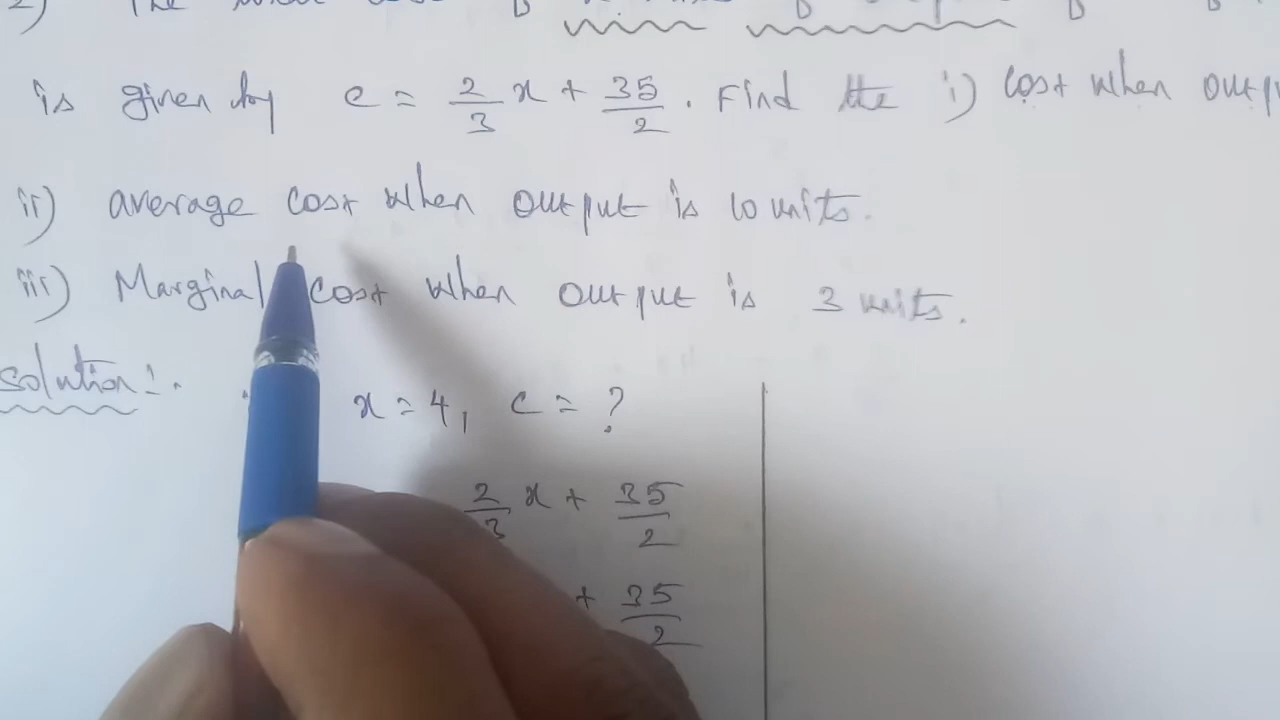 is given by c = 2/3 x + 35/2 . Find the i) cost when
ii) average cost when output is 10 units.
iii) Marginal cost when output is 3 units.
Solution:.
x = 4, c = ?
2/3 x + 35/2
+ 35/2